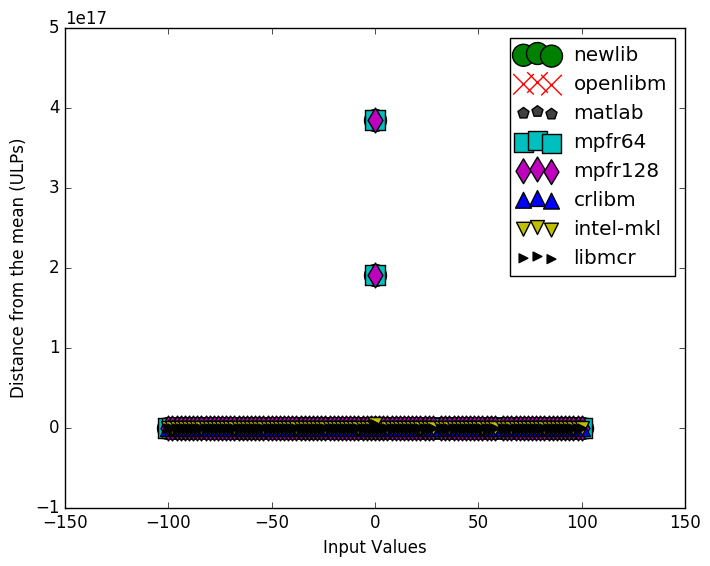 1e17
5
4
3
2
1
0
−1
−150
−100
−50
0
50
100
150
Distance from the mean (ULPs)
Input Values
newlib
openlibm
matlab
mpfr64
mpfr128
crlibm
intel-mkl
libmcr